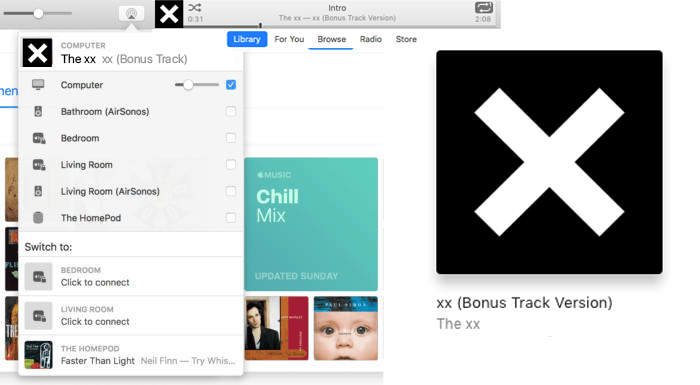 Intro
0:31
The xx — xx (Bonus Track Version)
2:08
Library
For You
Browse
Radio
Store
COMPUTER
The xx xx (Bonus Track)
Computer
Bathroom (AirSonos)
Bedroom
Living Room
Living Room (AirSonos)
The HomePod
Switch to:
BEDROOM
Click to connect
LIVING ROOM
Click to connect
THE HOMEPOD
Faster Than Light Neil Finn — Try Whis...
MUSIC
Chill
Mix
UPDATED SUNDAY
PAUL SIMON
xx (Bonus Track Version)
The xx